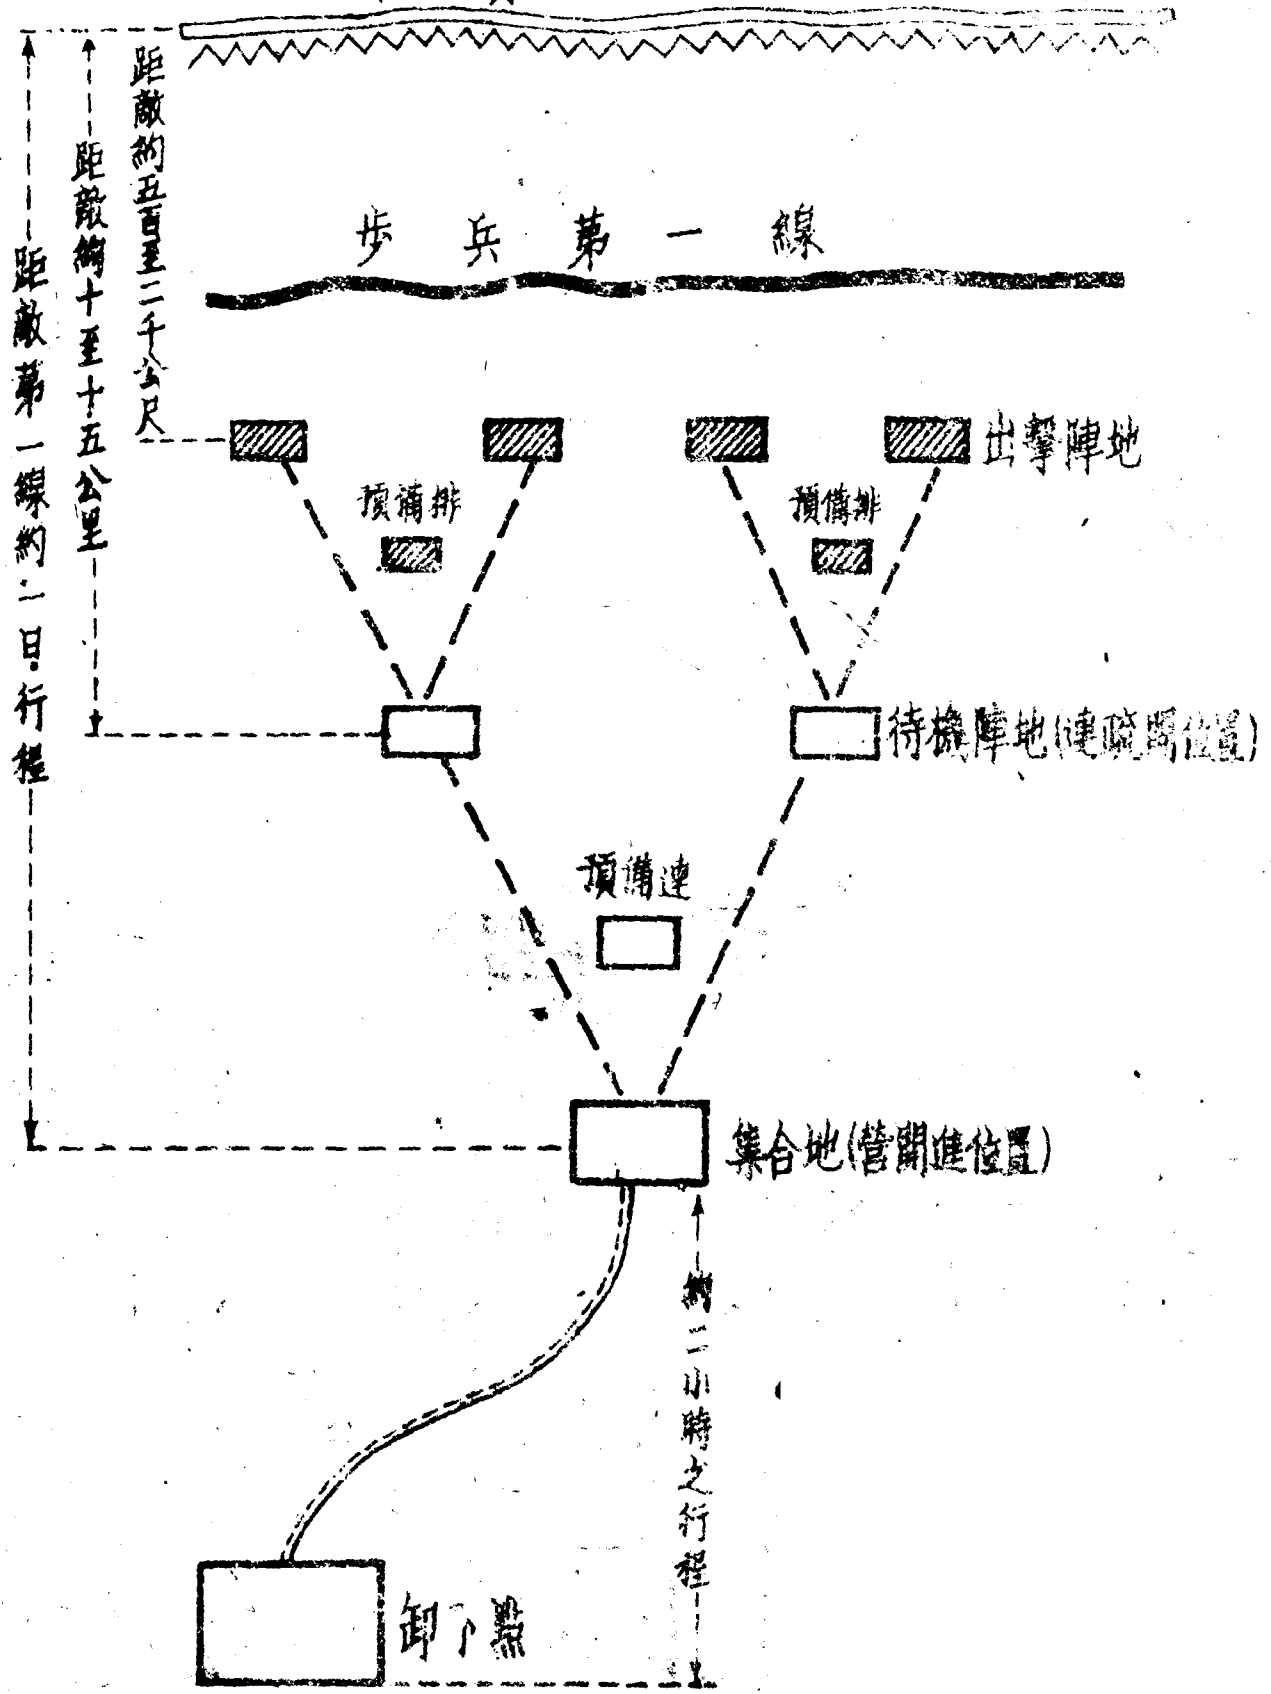 距敵約五百至二千公尺
距敵約十至十五公里
距敵第一線約一日行程
步兵第一線
出擊陣地
預備排
預備排
待機陣地(連疏開位置)
預備連
集合地(營開進位置)
約二小時之行程
卸下點